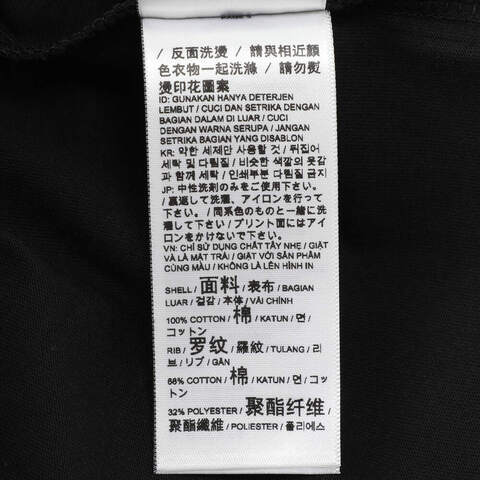 / 反面洗燙 / 請與相近顏
色衣物一起洗滌 / 請勿熨
燙印花圖案
ID: GUNAKAN HANYA DETERJEN
LEMBUT / CUCI DAN SETRIKA DENGAN
BAGIAN DALAM DI LUAR / CUCI
DENGAN WARNA SERUPA / JANGAN
SETRIKA BAGIAN YANG DISABLON
KR: 약한 세제만 사용할 것 / 뒤집어
세탁 및 다림질 / 비슷한 색깔의 옷감
과 함께 세탁 / 인쇄부분 다림질 금지
JP: 中性洗剤のみをご使用下さい。
/ 裏返して洗濯、アイロンを行って
下さい。/ 同系色のものと一緒に洗
濯して下さい / プリント面にはアイ
ロンをかけないで下さい。
VN: CHỈ SỬ DỤNG CHẤT TẨY NHẸ / GIẶT
VÀ LÀ MẶT TRÁI / GIẶT VỚI SẢN PHẨM
CÙNG MÀU / KHÔNG LÀ LÊN HÌNH IN
SHELL / 面料 / 表布 / BAGIAN
LUAR / 겉감 / 本体 / VẢI CHÍNH
100% COTTON / 棉 / KATUN / 면 /
コットン
RIB / 罗纹 / 羅紋 / TULANG / 리
브 / リブ / GÂN
68% COTTON / 棉 / KATUN / 면 / コッ
トン
32% POLYESTER / 聚酯纤维 /
聚酯纖維 / POLIESTER / 폴리에스